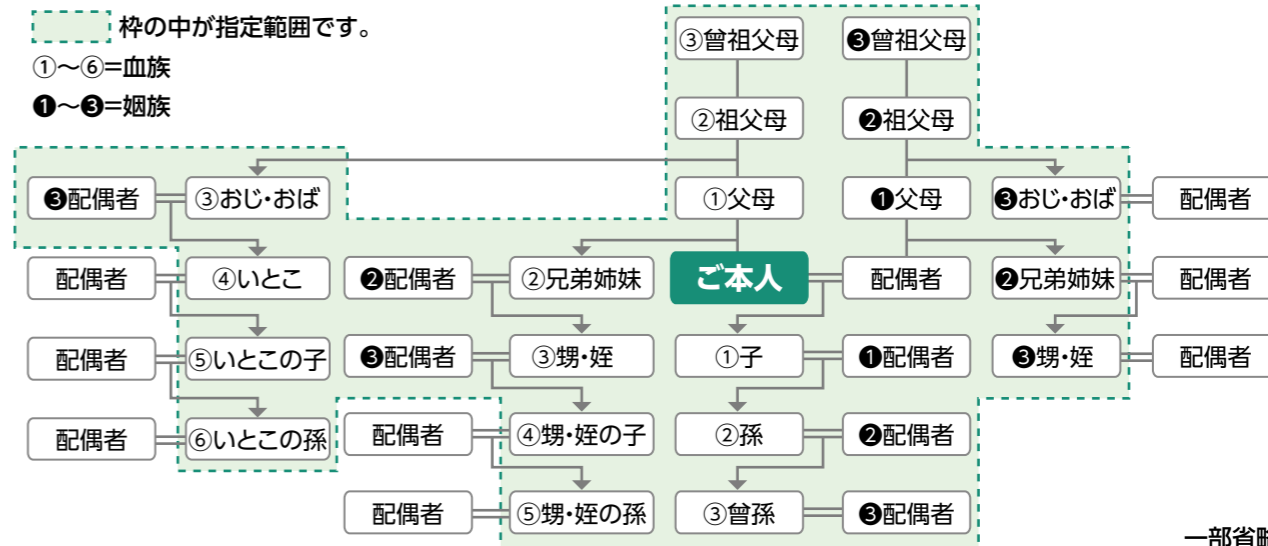 枠の中が指定範囲です。
①～⑥=血族
❶～❸=姻族
③曾祖父母
❸曾祖父母
②祖父母
❷祖父母
❸配偶者
③おじ・おば
①父母
❶父母
❸おじ・おば
配偶者
配偶者
④いとこ
❷配偶者
②兄弟姉妹
ご本人
配偶者
❷兄弟姉妹
配偶者
配偶者
⑤いとこの子
❸配偶者
③甥・姪
①子
❶配偶者
❸甥・姪
配偶者
配偶者
⑥いとこの孫
配偶者
④甥・姪の子
②孫
❷配偶者
配偶者
⑤甥・姪の孫
③曾孫
❸配偶者
一部省略